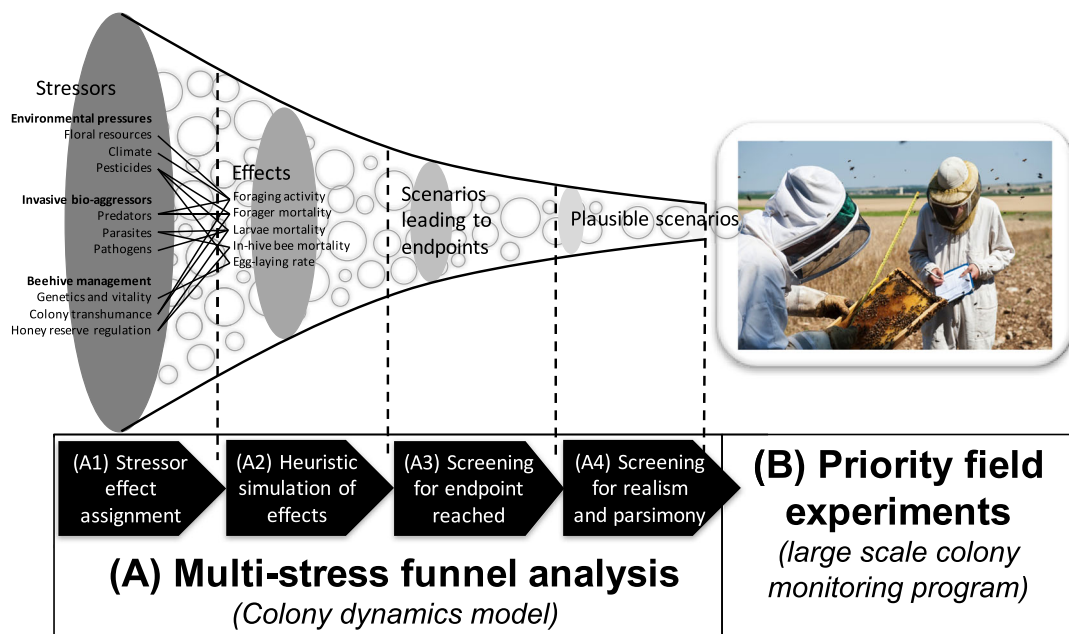 Stressors
Environmental pressures
Floral resources
Climate
Pesticides
Invasive bio-aggressors
Predators
Parasites
Pathogens
Beehive management
Genetics and vitality
Colony transhumance
Honey reserve regulation
Effects
Foraging activity
Forager mortality
Larvae mortality
In-hive bee mortality
Egg-laying rate
Scenarios
leading to
endpoints
Plausible scenarios
(A1) Stressor
effect
assignment
(A2) Heuristic
simulation of
effects
(A3) Screening
for endpoint
reached
(A4) Screening
for realism
and parsimony
(A) Multi-stress funnel analysis
(Colony dynamics model)
(B) Priority field
experiments
(large scale colony
monitoring program)